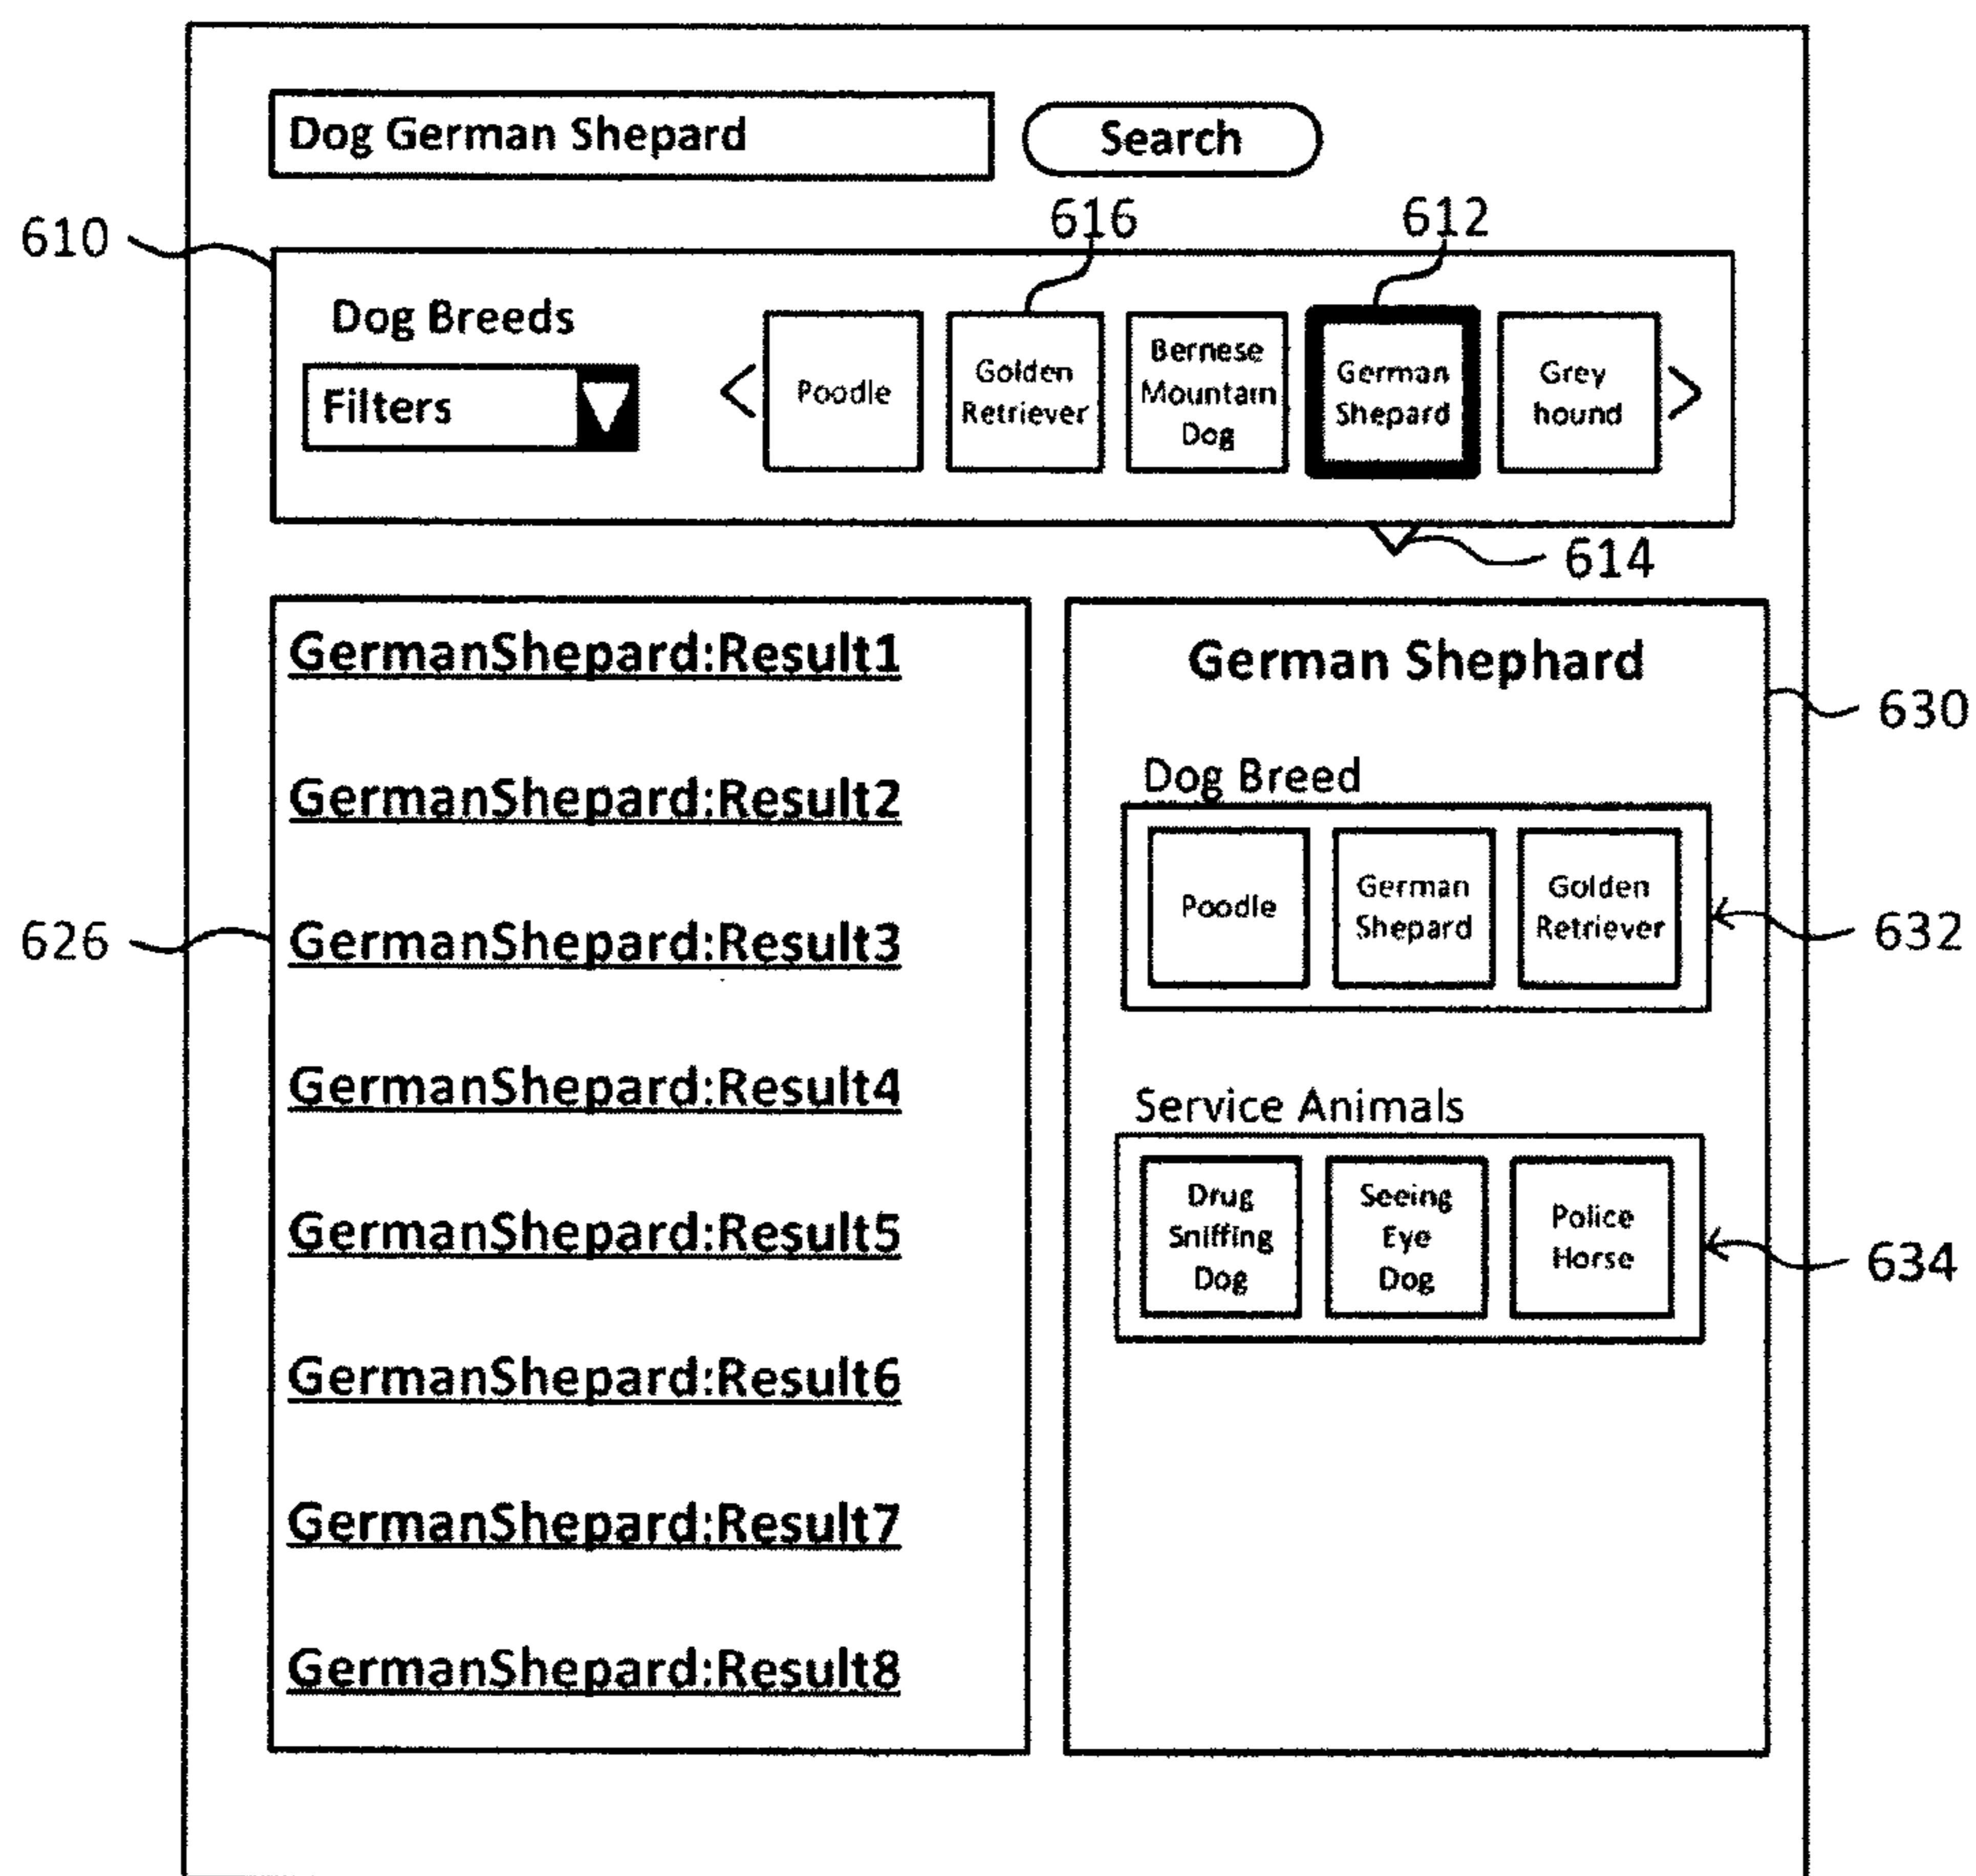 Dog German Shepard
Search
610
616
612
Dog Breeds
Filters
<
Poodle
Golden
Retriever
Bernese
Mountain
Dog
German
Shepard
Grey
hound
>
614
GermanShepard:Result1
GermanShepard:Result2
GermanShepard:Result3
GermanShepard:Result4
GermanShepard:Result5
GermanShepard:Result6
GermanShepard:Result7
GermanShepard:Result8
626
German Shephard
630
Dog Breed
Poodle
German
Shepard
Golden
Retriever
632
Service Animals
Drug
Sniffing
Dog
Seeing
Eye
Dog
Police
Horse
634